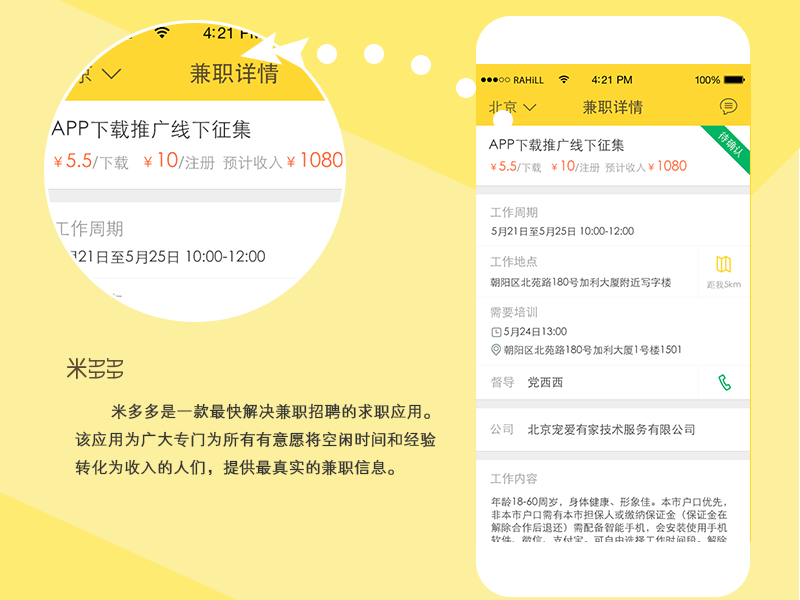 京
4:21 PM
兼职详情
APP下载推广线下征集
¥5.5/下载 ¥10/注册 预计收入¥1080
工作周期
月21日至5月25日 10:00-12:00
米多多
米多多是一款最快解决兼职招聘的求职应用。
该应用为广大专门为所有有意愿将空闲时间和经验
转化为收入的人们，提供最真实的兼职信息。
RAHiLL 4:21 PM 100%
北京 兼职详情
APP下载推广线下征集
待确认
¥5.5/下载 ¥10/注册 预计收入¥1080
工作周期
5月21日至5月25日 10:00-12:00
工作地点
朝阳区北苑路180号加利大厦附近写字楼
距我5km
需要培训
5月24日13:00
朝阳区北苑路180号加利大厦1号楼1501
督导 党西西
公司 北京宠爱有家技术服务有限公司
工作内容
年龄18-60周岁，身体健康、形象佳。本市户口优先，
非本市户口需有本市担保人或缴纳保证金（保证金在
解除合作后退还）需配备智能手机，会安装使用手机
软件、微信、支付宝。可自由选择工作时间段。解除